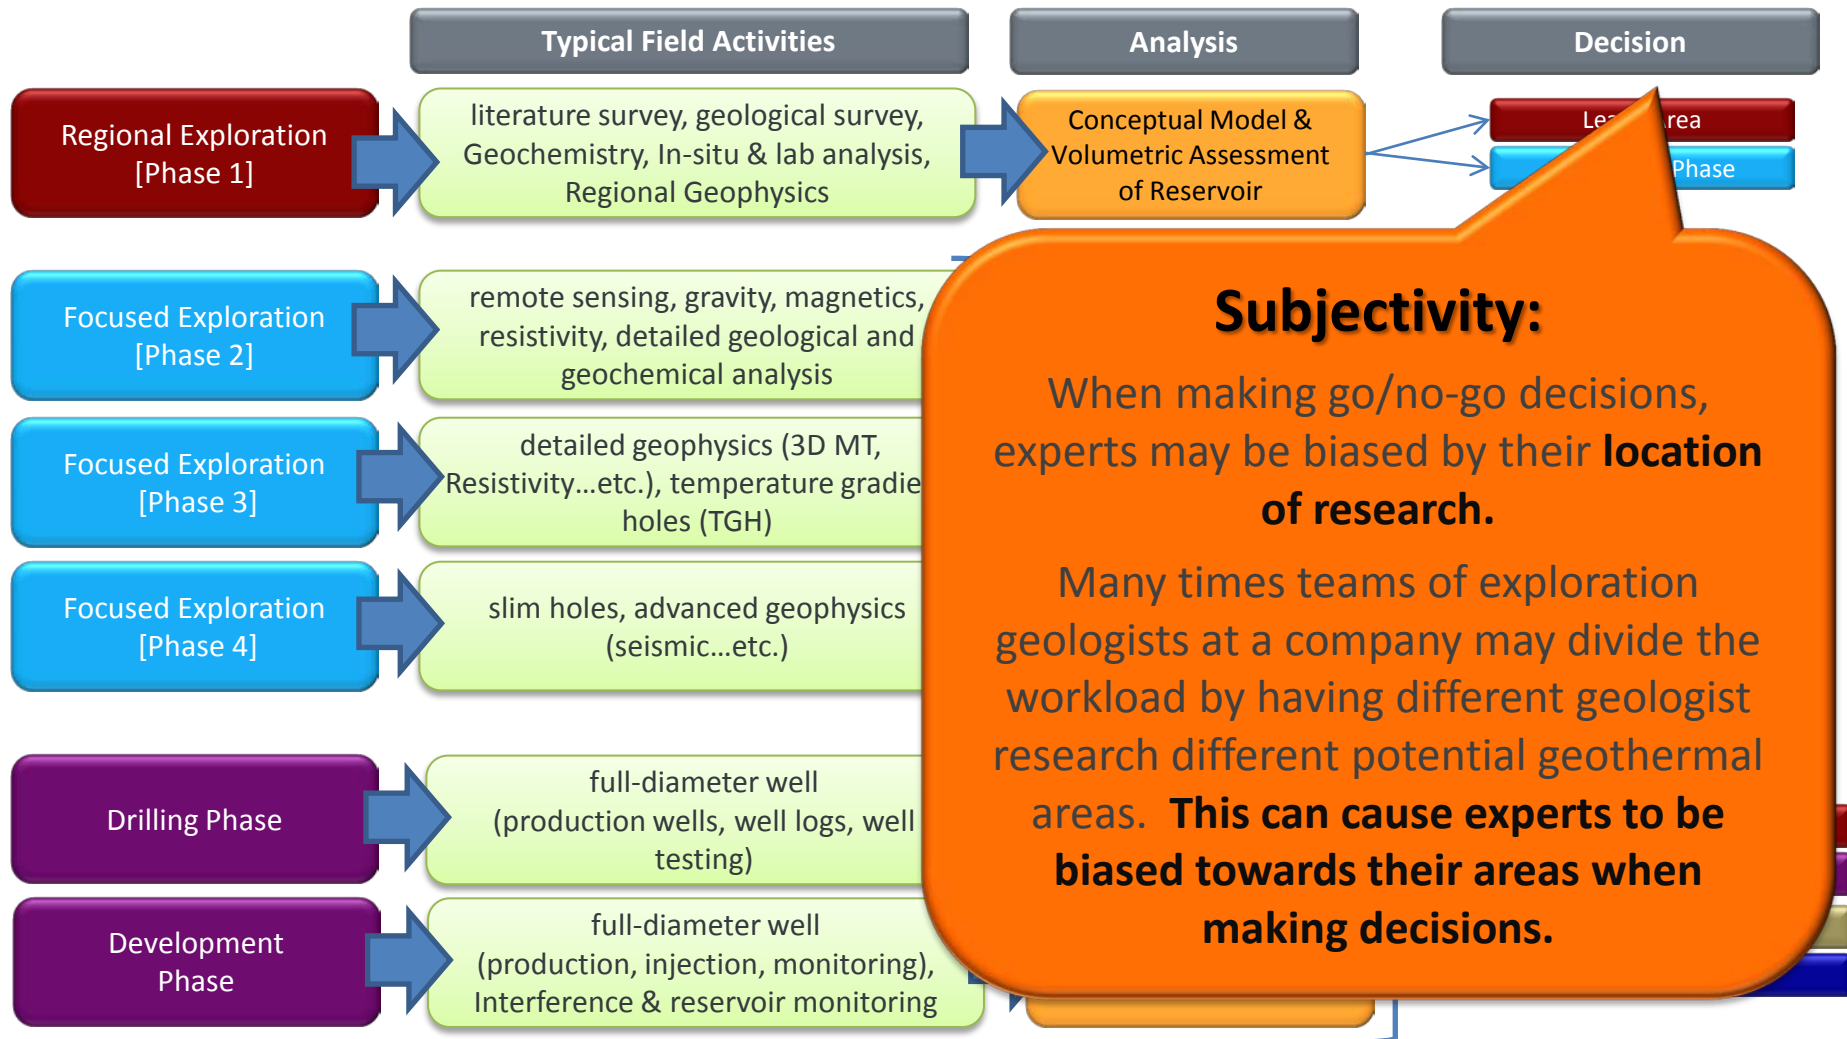 Typical Field Activities
Analysis
Decision
Regional Exploration
[Phase 1]
literature survey, geological survey,
Geochemistry, In-situ & lab analysis,
Regional Geophysics
Conceptual Model &
Volumetric Assessment
of Reservoir
Phase
Focused Exploration
[Phase 2]
remote sensing, gravity, magnetics,
resistivity, detailed geological and
geochemical analysis
Focused Exploration
[Phase 3]
detailed geophysics (3D MT,
Resistivity...etc.), temperature
holes (TGH)
Focused Exploration
[Phase 4]
slim holes, advanced geophysics
(seismic...etc.)
Drilling Phase
full-diameter well
(production wells, well logs, well
testing)
Development
Phase
full-diameter well
(production, injection, monitoring),
Interference & reservoir monitoring
Subjectivity:
When making go/no-go decisions,
experts may be biased by their location
of research.
Many times teams of exploration
geologists at a company may divide the
workload by having different geologist
research different potential geothermal
areas. This can cause experts to be
biased towards their areas when
making decisions.